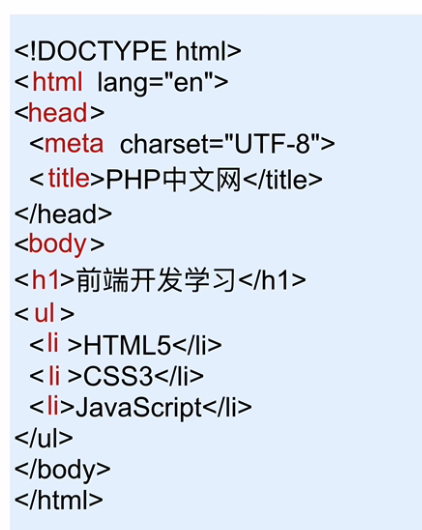 <!DOCTYPE html>
<html lang="en">
<head>
<meta charset="UTF-8">
<title>PHP中文网</title>
</head>
<body>
<h1>前端开发学习</h1>
<ul>
<li >HTML5</li>
<li >CSS3</li>
<li>JavaScript</li>
</ul>
</body>
</html>